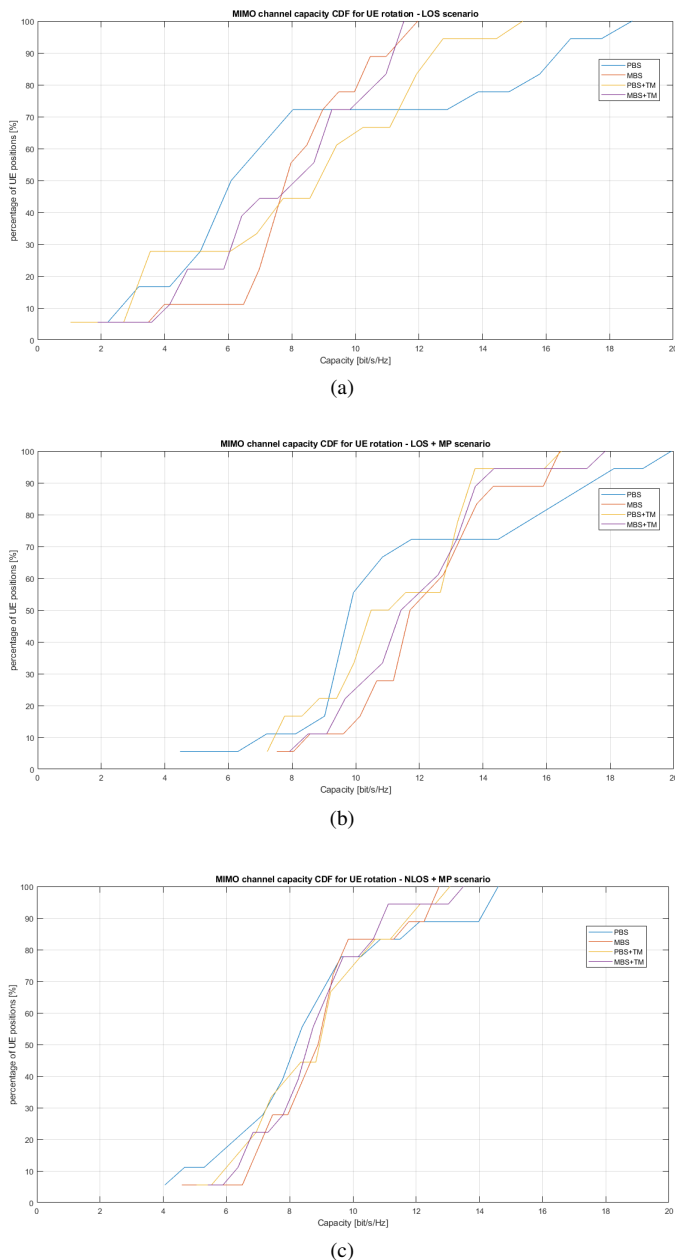 MIMO channel capacity CDF for UE rotation - LOS scenario
100
90
80
70
60
50
40
30
20
10
0
percentage of UE positions [%]
PBS
MBS
PBS+TM
MBS+TM
0 2 4 6 8 10 12 14 16 18 20
Capacity [bit/s/Hz]
(a)
MIMO channel capacity CDF for UE rotation - LOS + MP scenario
100
90
80
70
60
50
40
30
20
10
0
percentage of UE positions [%]
PBS
MBS
PBS+TM
MBS+TM
0 2 4 6 8 10 12 14 16 18 20
Capacity [bit/s/Hz]
(b)
MIMO channel capacity CDF for UE rotation - NLOS + MP scenario
100
90
80
70
60
50
40
30
20
10
0
percentage of UE positions [%]
PBS
MBS
PBS+TM
MBS+TM
0 2 4 6 8 10 12 14 16 18 20
Capacity [bit/s/Hz]
(c)